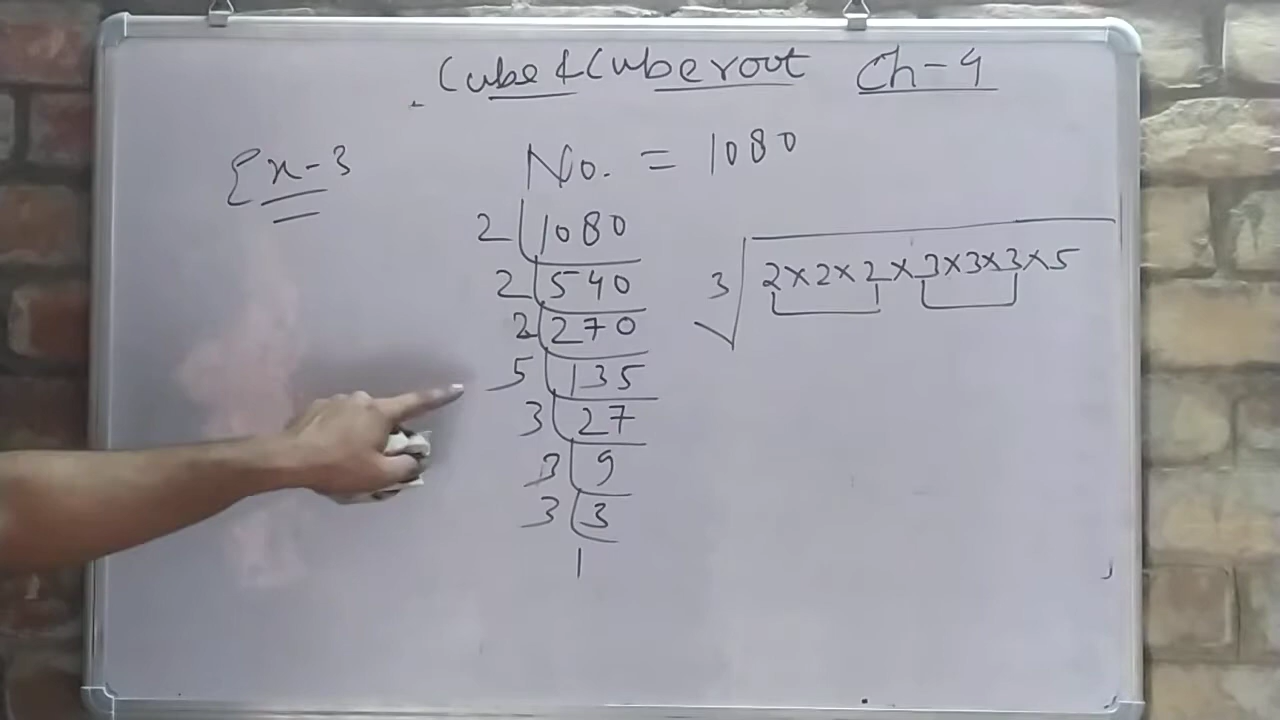 Cube & Cube root Ch-4
Ex-3
No. = 1080
2 | 1080
2 | 540
2 | 270
5 | 135
3 | 27
3 | 9
3 | 3
1
3√2×2×2×3×3×3×5